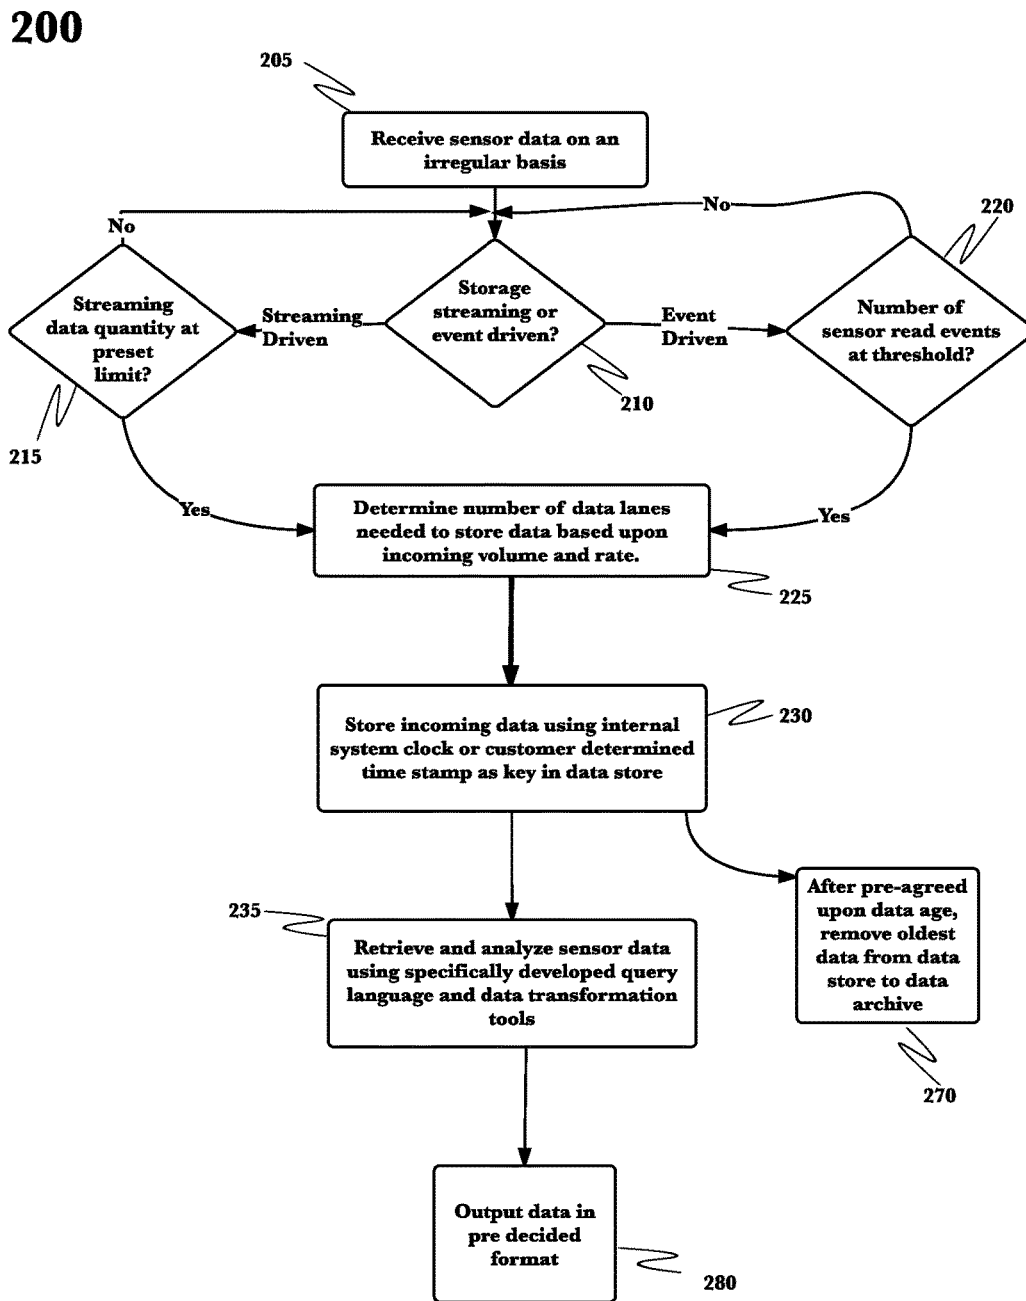 200
205
Receive sensor data on an
irregular basis
No
No
220
Streaming
data quantity at
preset
limit?
Streaming
Driven
Storage
streaming or
event driven?
Event
Driven
Number of
sensor read events
at threshold?
210
215
Yes
Determine number of data lanes
needed to store data based upon
incoming volume and rate.
Yes
225
Store incoming data using internal
system clock or customer determined
time stamp as key in data store
230
235
Retrieve and analyze sensor data
using specifically developed query
language and data transformation
tools
After pre-agreed
upon data age,
remove oldest
data from data
store to data
archive
270
Output data in
pre decided
format
280